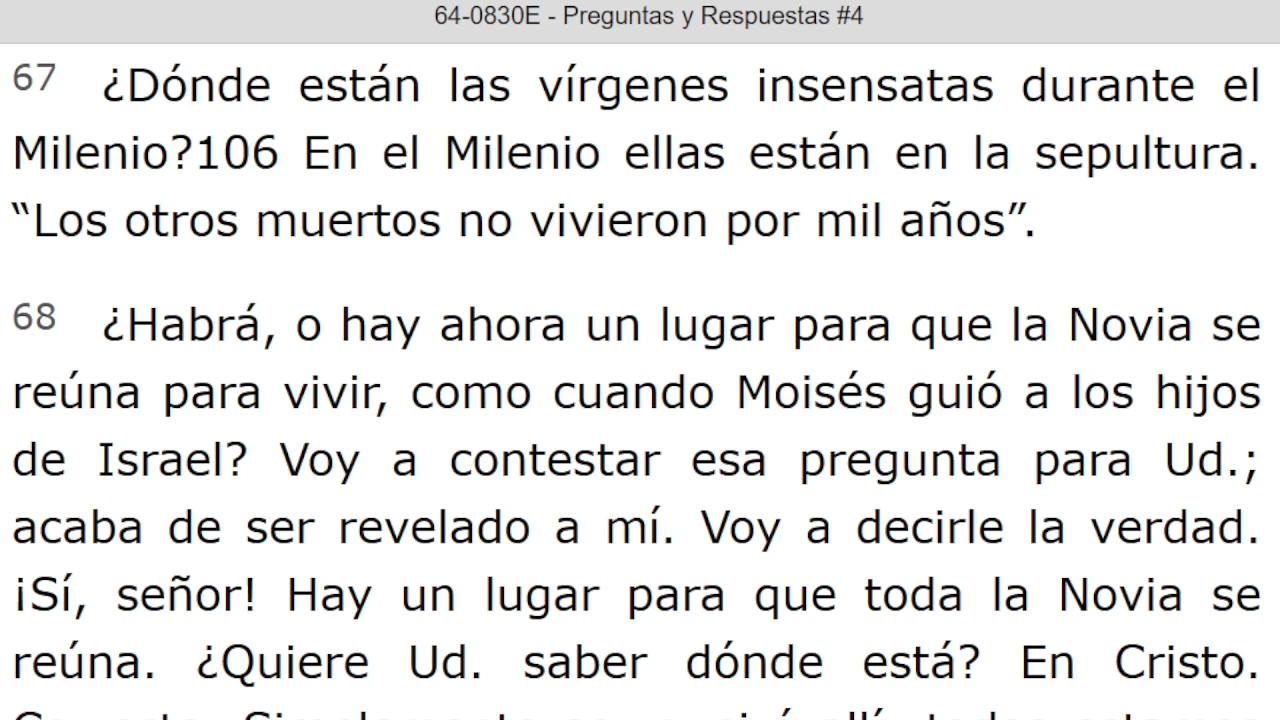 64-0830E - Preguntas y Respuestas #4
67 ¿Dónde están las vírgenes insensatas durante el
Milenio?106 En el Milenio ellas están en la sepultura.
“Los otros muertos no vivieron por mil años”.
68 ¿Habrá, o hay ahora un lugar para que la Novia se
reúna para vivir, como cuando Moisés guió a los hijos
de Israel? Voy a contestar esa pregunta para Ud.;
acaba de ser revelado a mí. Voy a decirle la verdad.
¡Sí, señor! Hay un lugar para que toda la Novia se
reúna. ¿Quiere Ud. saber dónde está? En Cristo.